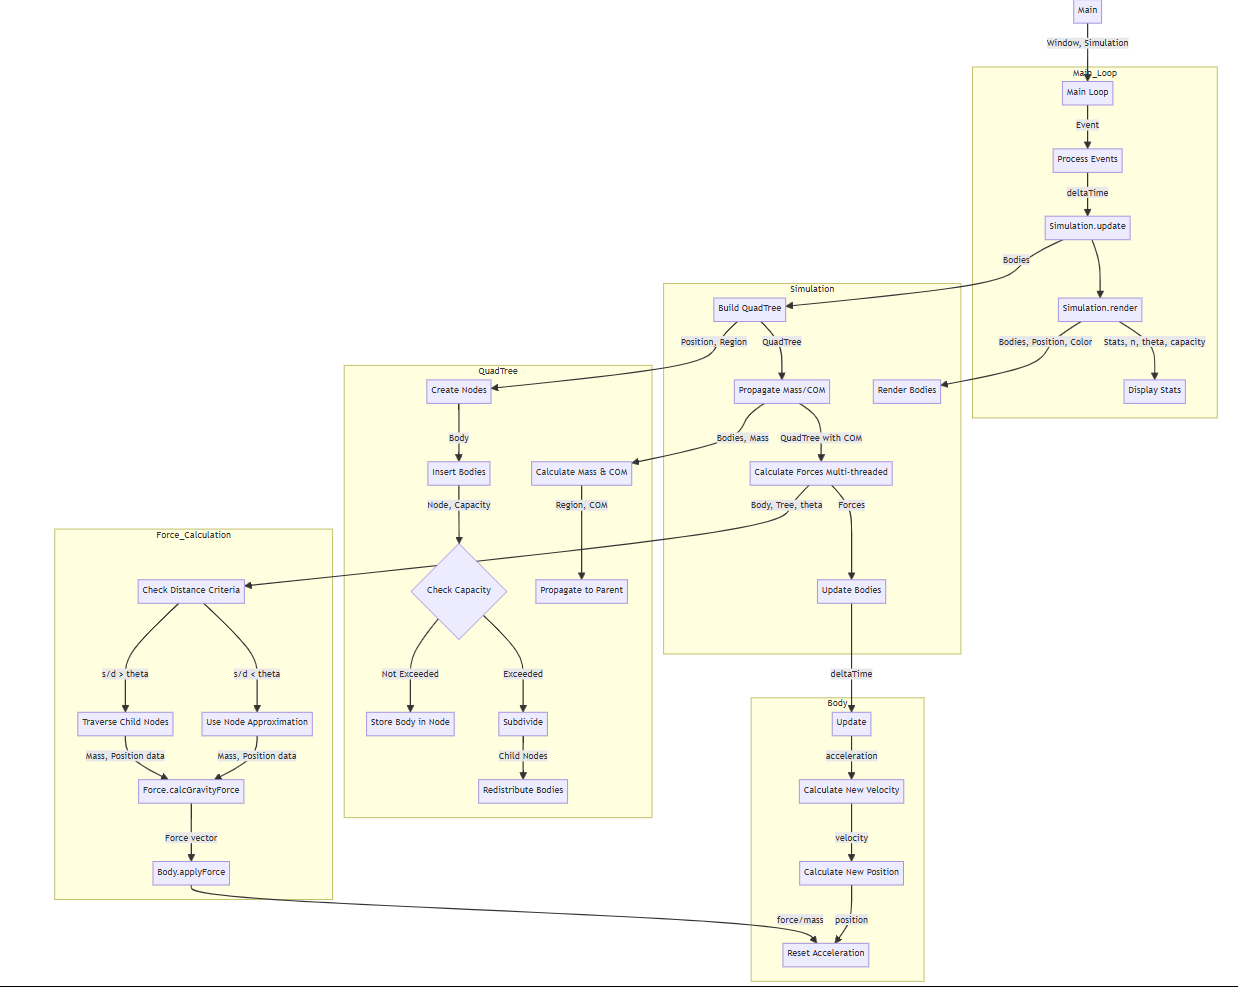 Main
Window, Simulation
Main_Loop
Main Loop
Event
Process Events
deltaTime
Simulation.update
Bodies
Simulation
Build QuadTree
Simulation.render
Position, Region
QuadTree
Bodies, Position, Color
Stats, n, theta, capacity
QuadTree
Create Nodes
Propagate Mass/COM
Render Bodies
Display Stats
Body
Bodies, Mass
QuadTree with COM
Insert Bodies
Calculate Mass & COM
Calculate Forces Multi-threaded
Node, Capacity
Region, COM
Body, Tree, theta
Forces
Force_Calculation
Check Distance Criteria
Check Capacity
Propagate to Parent
Update Bodies
s/d > theta
s/d < theta
Not Exceeded
Exceeded
deltaTime
Body
Traverse Child Nodes
Use Node Approximation
Store Body in Node
Subdivide
Update
Mass, Position data
Mass, Position data
Child Nodes
acceleration
Force.calcGravityForce
Redistribute Bodies
Calculate New Velocity
Force vector
velocity
Body.applyForce
Calculate New Position
force/mass
position
Reset Acceleration